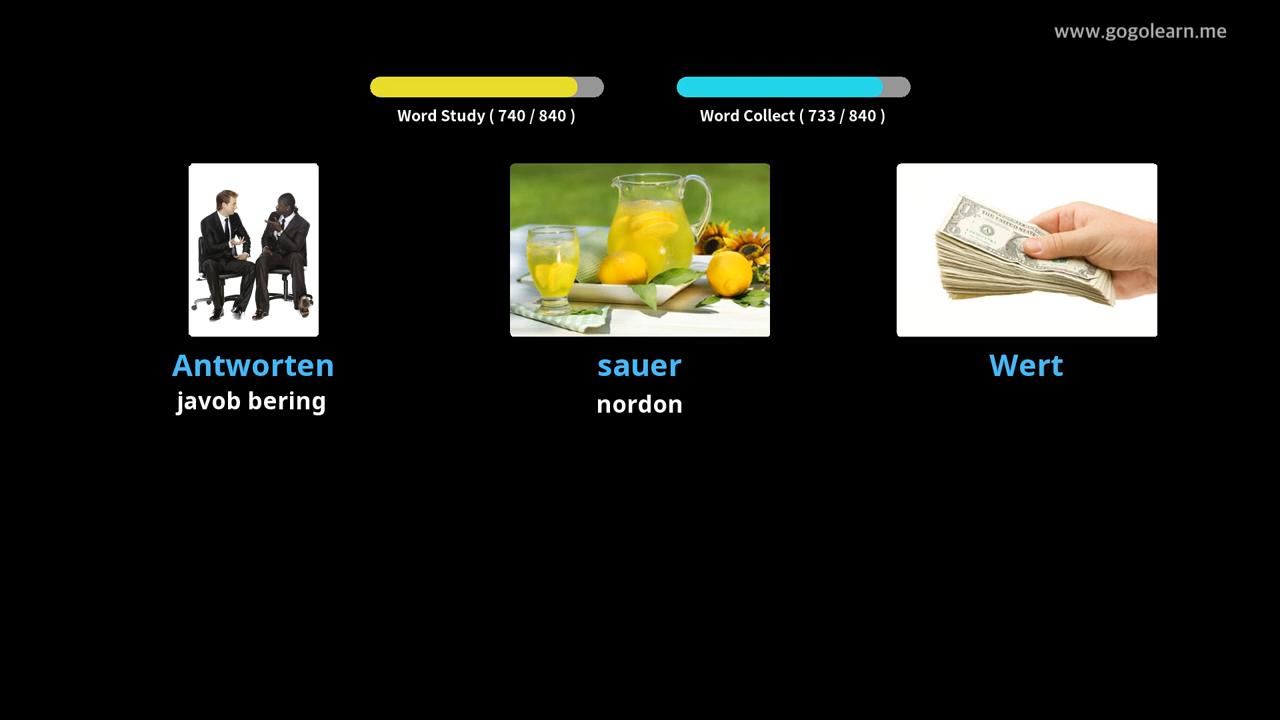 www.gogolearn.me
Word Study ( 740 / 840 )
Word Collect ( 733 / 840 )
Antworten
javob bering
sauer
nordon
Wert